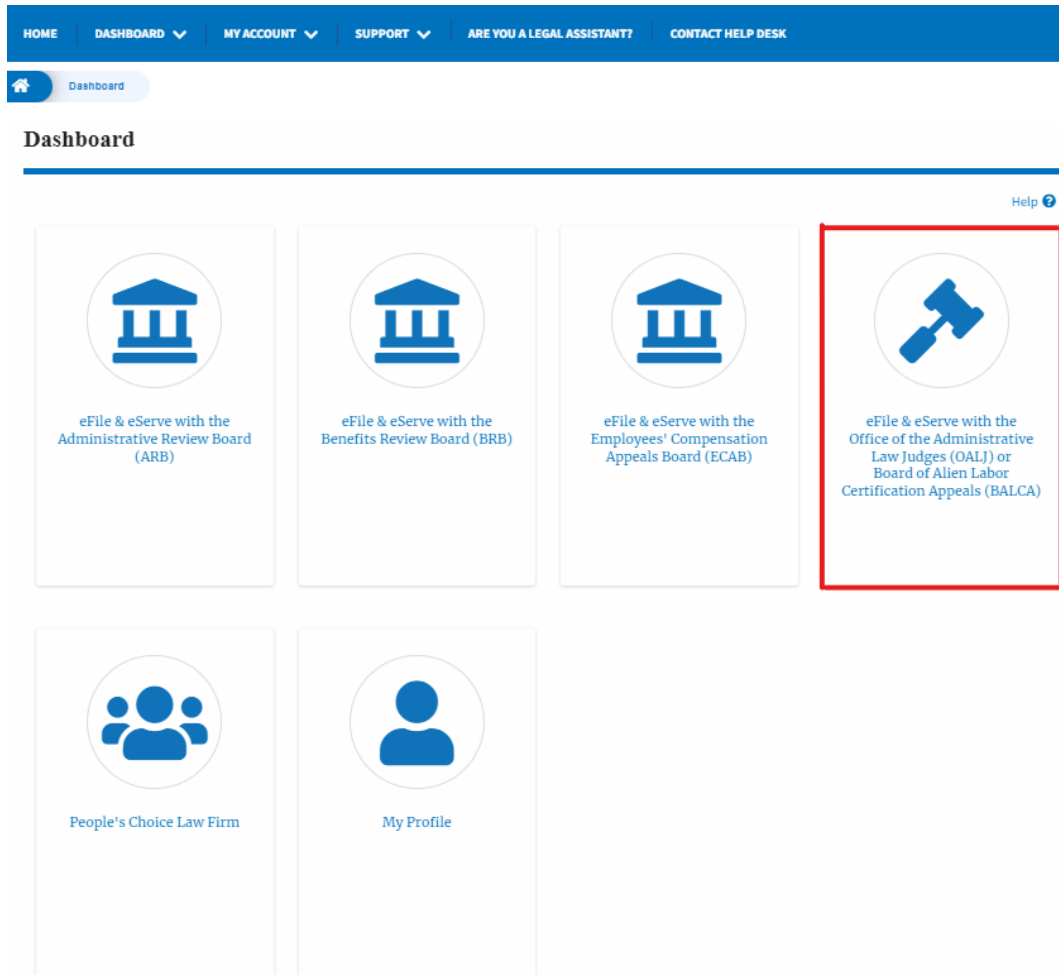 HOME DASHBOARD MY ACCOUNT SUPPORT ARE YOU A LEGAL ASSISTANT? CONTACT HELP DESK
Dashboard
Dashboard
Help
eFile & eServe with the
Administrative Review Board
(ARB)
eFile & eServe with the
Benefits Review Board (BRB)
eFile & eServe with the
Employees' Compensation
Appeals Board (ECAB)
eFile & eServe with the
Office of the Administrative
Law Judges (OALJ) or
Board of Alien Labor
Certification Appeals (BALCA)
People's Choice Law Firm
My Profile